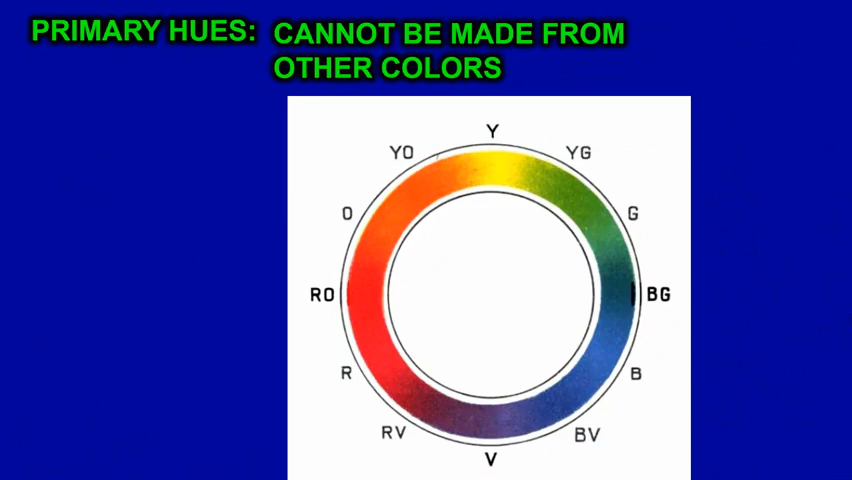 PRIMARY HUES: CANNOT BE MADE FROM
OTHER COLORS
Y
YO YG
O G
RO BG
R B
RV BV
V